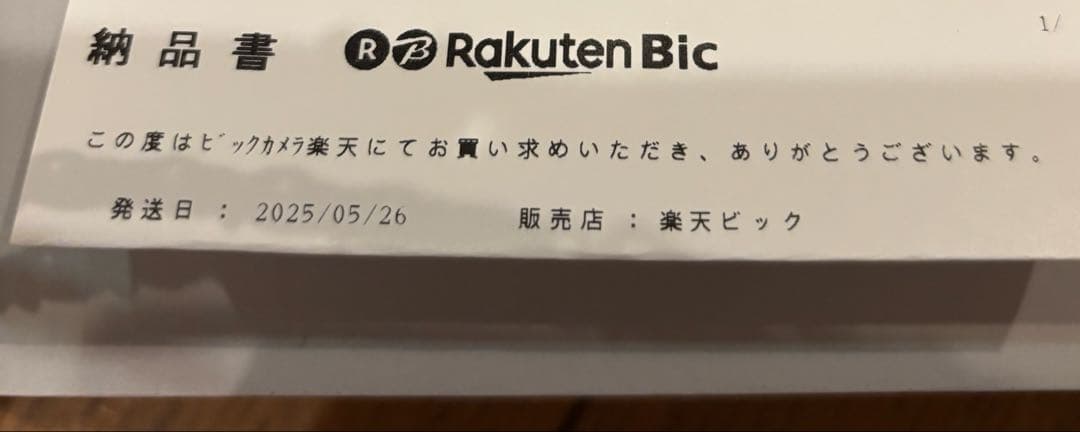 納品書 R B Rakuten Bic
1/
この度はﾋﾞｯｸｶﾒﾗ楽天にてお買い求めいただき、ありがとうございます。
発送日 : 2025/05/26 販売店 : 楽天ビック